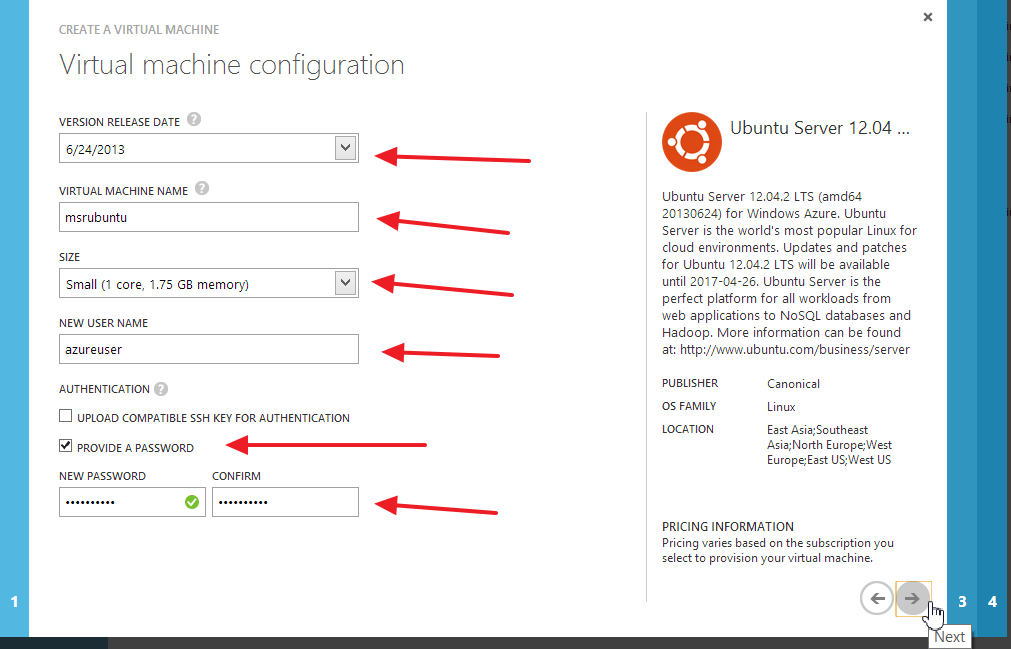 CREATE A VIRTUAL MACHINE
Virtual machine configuration
VERSION RELEASE DATE ?
6/24/2013
VIRTUAL MACHINE NAME ?
msrubuntu
SIZE
Small (1 core, 1.75 GB memory)
NEW USER NAME
azureuser
AUTHENTICATION ?
UPLOAD COMPATIBLE SSH KEY FOR AUTHENTICATION
PROVIDE A PASSWORD
NEW PASSWORD
CONFIRM
••••••••••
••••••••••
Ubuntu Server 12.04 ...
Ubuntu Server 12.04.2 LTS (amd64
20130624) for Windows Azure. Ubuntu
Server is the world's most popular Linux for
cloud environments. Updates and patches
for Ubuntu 12.04.2 LTS will be available
until 2017-04-26. Ubuntu Server is the
perfect platform for all workloads from
web applications to NoSQL databases and
Hadoop. More information can be found
at: http://www.ubuntu.com/business/server
PUBLISHER Canonical
OS FAMILY Linux
LOCATION East Asia;Southeast
Asia;North Europe;West
Europe;East US;West US
PRICING INFORMATION
Pricing varies based on the subscription you
select to provision your virtual machine.
1
3
4
Next